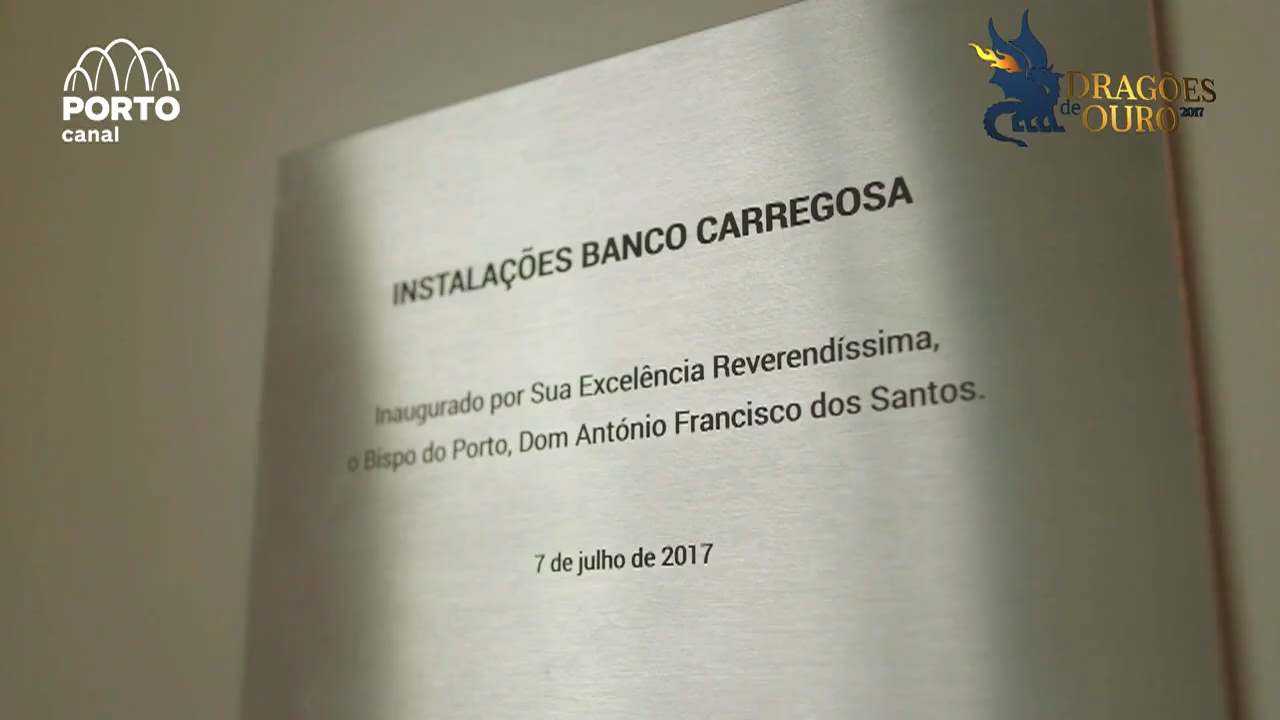 PORTO
canal
DRAGÕES
de OURO 2017
INSTALAÇÕES BANCO CARREGOSA
Inaugurado por Sua Excelência Reverendíssima,
o Bispo do Porto, Dom António Francisco dos Santos.
7 de julho de 2017